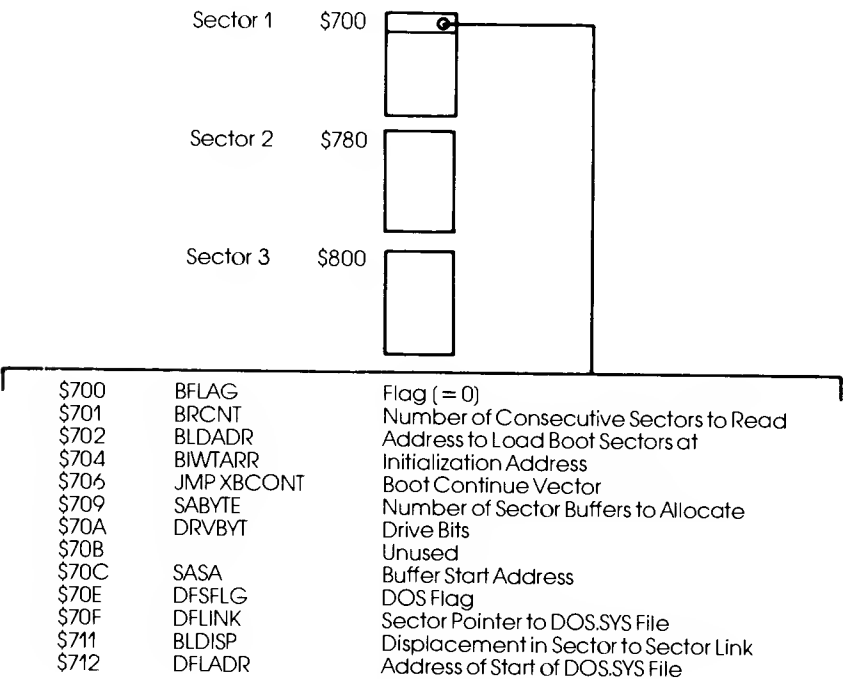 Sector 1 $700
Sector 2 $780
Sector 3 $800
$700 BFLAG Flag (= 0)
$701 BRCNT Number of Consecutive Sectors to Read
$702 BLDADR Address to Load Boot Sectors at
$704 BIWTARR Initialization Address
$706 JMP XBCONT Boot Continue Vector
$709 SABYTE Number of Sector Buffers to Allocate
$70A DRVBYT Drive Bits
$70B Unused
$70C SASA Buffer Start Address
$70E DFSFLG DOS Flag
$70F DFLINK Sector Pointer to DOS.SYS File
$711 BLDISP Displacement in Sector to Sector Link
$712 DFLADR Address of Start of DOS.SYS File